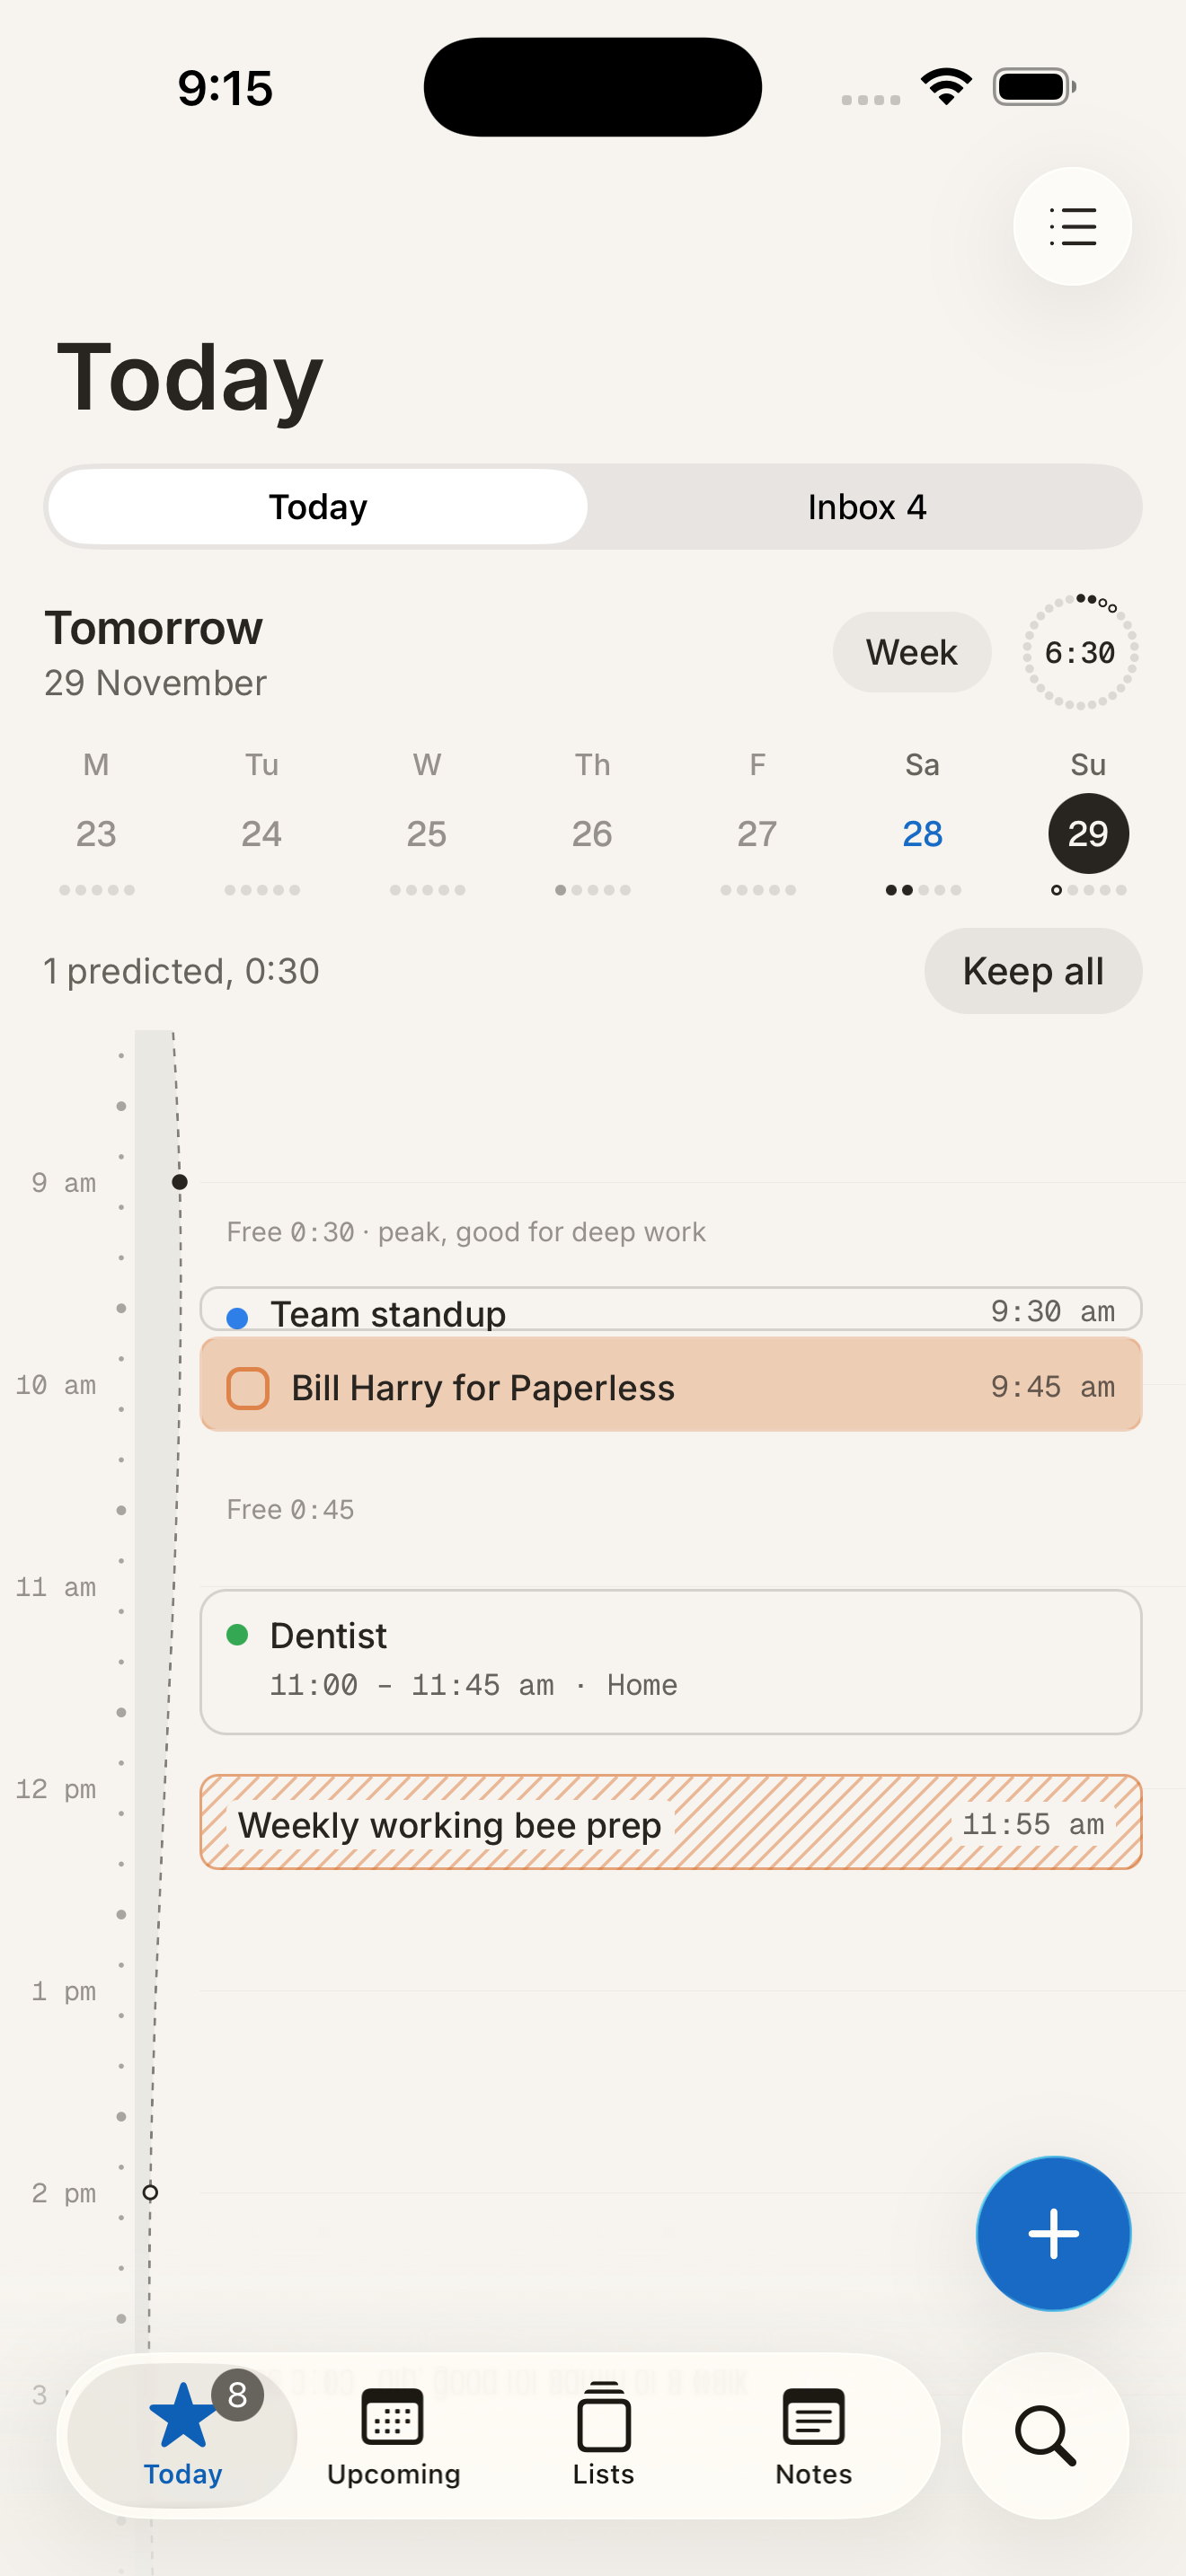 9:15
Today
Today
Inbox 4
Tomorrow
29 November
Week
6:30
M Tu W Th F Sa Su
23 24 25 26 27 28 29
1 predicted, 0:30
Keep all
9 am
Free 0:30 · peak, good for deep work
Team standup 9:30 am
10 am
Bill Harry for Paperless 9:45 am
Free 0:45
11 am
Dentist
11:00 – 11:45 am · Home
12 pm
Weekly working bee prep 11:55 am
1 pm
2 pm
3
8
Today Upcoming Lists Notes